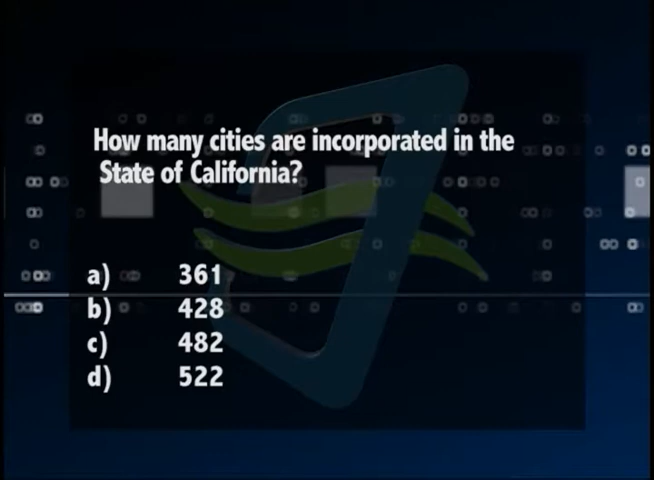 How many cities are incorporated in the
State of California?
a) 361
b) 428
c) 482
d) 522